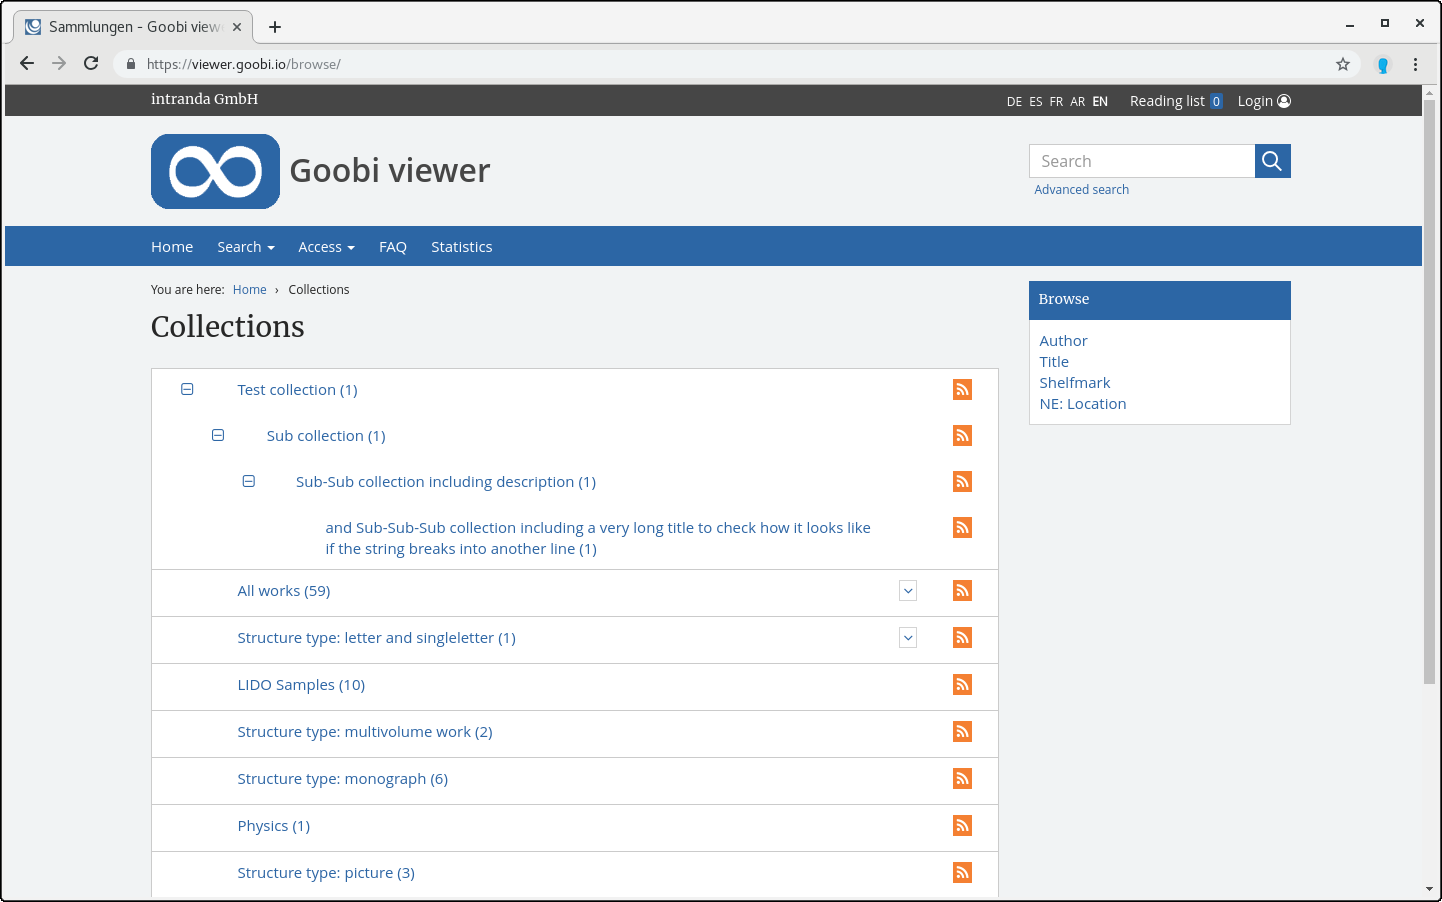 Sammlungen - Goobi view
https://viewer.goobi.io/browse/
intranda GmbH
DE ES FR AR EN Reading list 0 Login
Goobi viewer
Search
Advanced search
Home Search Access FAQ Statistics
You are here: Home › Collections
Collections
Test collection (1)
Sub collection (1)
Sub-Sub collection including description (1)
and Sub-Sub-Sub collection including a very long title to check how it looks like
if the string breaks into another line (1)
All works (59)
Structure type: letter and singleletter (1)
LIDO Samples (10)
Structure type: multivolume work (2)
Structure type: monograph (6)
Physics (1)
Structure type: picture (3)
Browse
Author
Title
Shelfmark
NE: Location